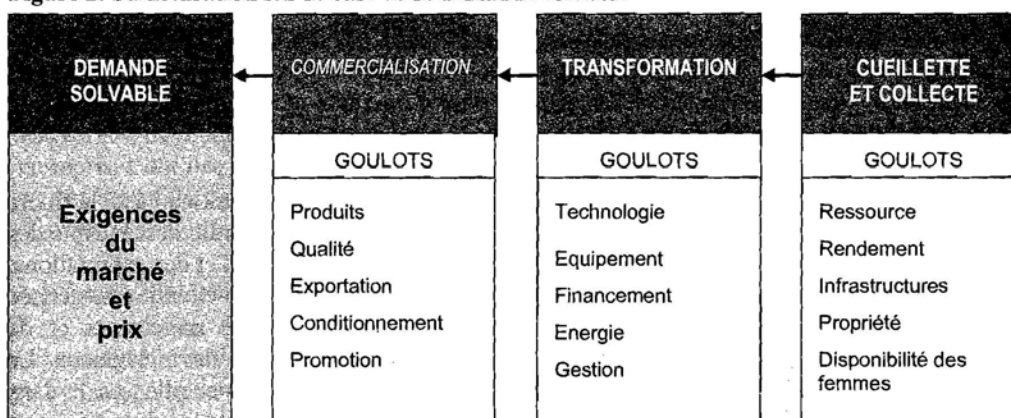 DEMANDE
SOLVABLE
COMMERCIALISATION
TRANSFORMATION
CUEILLETTE
ET COLLECTE
Exigences
du
marché
et
prix
GOULOTS
Produits
Qualité
Exportation
Conditionnement
Promotion
GOULOTS
Technologie
Equipement
Financement
Energie
Gestion
GOULOTS
Ressource
Rendement
Infrastructures
Propriété
Disponibilité des
femmes